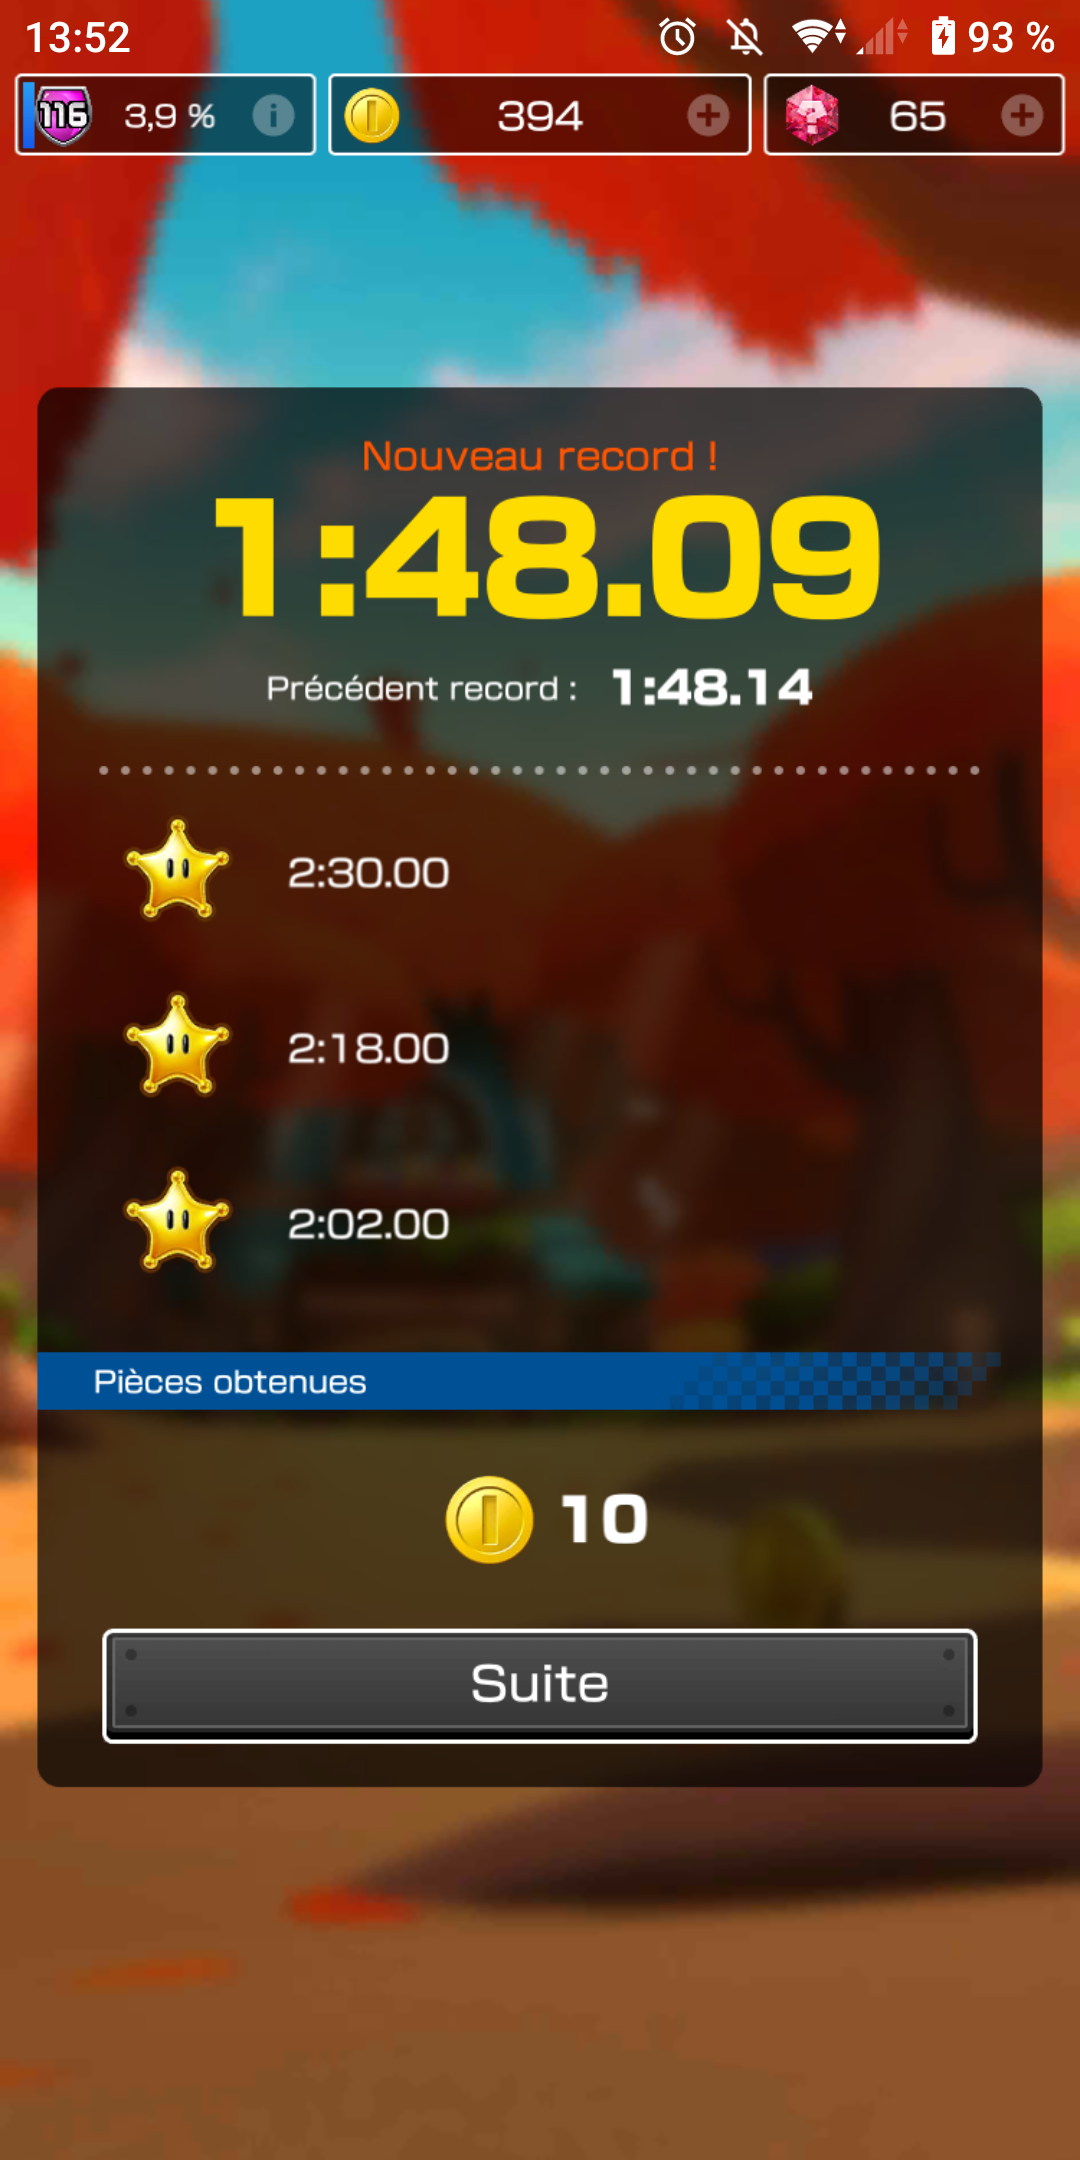 13:52 93 %
116 3,9 % i 394 + ? 65 +
Nouveau record !
1:48.09
Précédent record : 1:48.14
2:30.00
2:18.00
2:02.00
Pièces obtenues
10
Suite